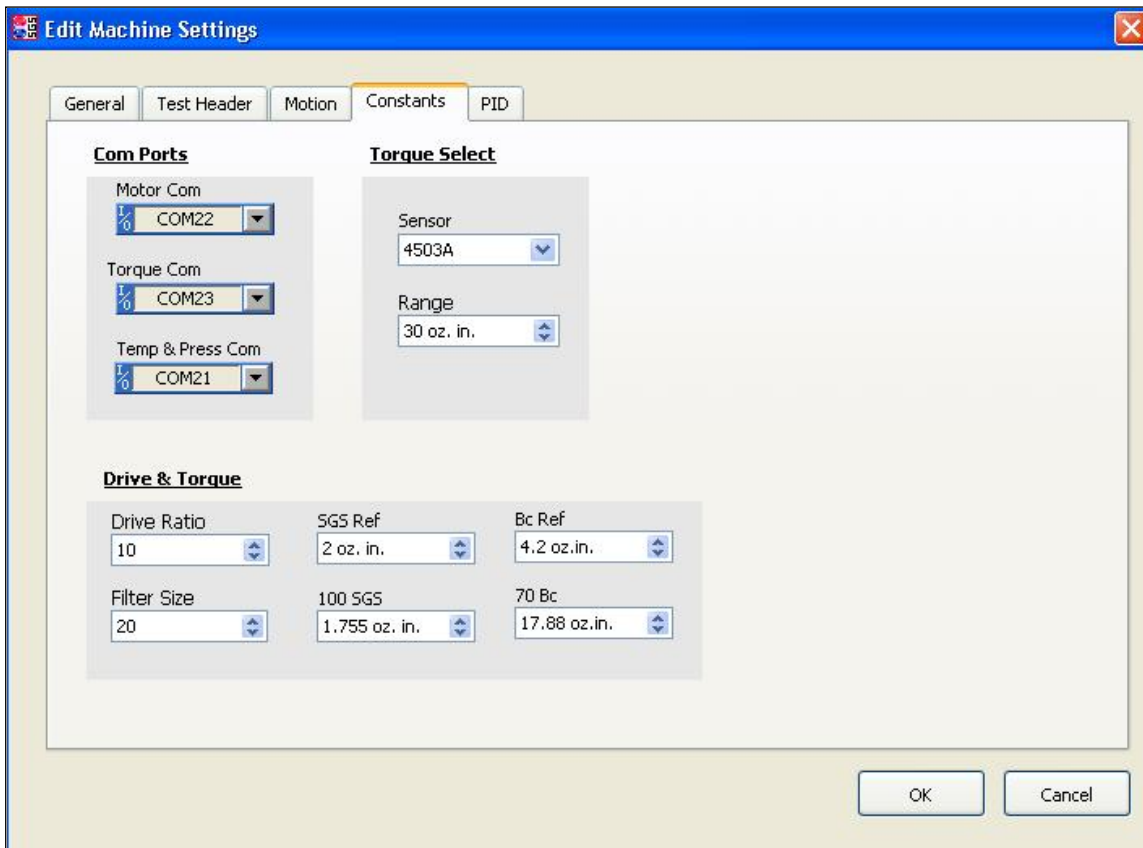 Edit Machine Settings
General Test Header Motion Constants PID
Com Ports
Motor Com
I/O COM22
Torque Com
I/O COM23
Temp & Press Com
I/O COM21
Torque Select
Sensor
4503A
Range
30 oz. in.
Drive & Torque
Drive Ratio SGS Ref Bc Ref
10 2 oz. in. 4.2 oz.in.
Filter Size 100 SGS 70 Bc
20 1.755 oz. in. 17.88 oz.in.
OK Cancel